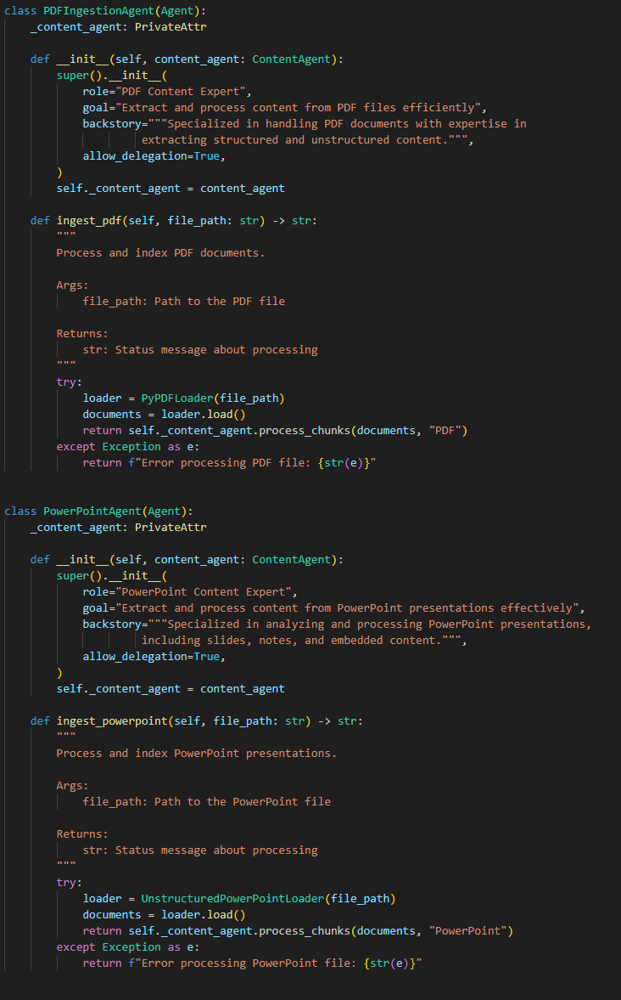 class PDFIngestionAgent(Agent):
    _content_agent: PrivateAttr

    def __init__(self, content_agent: ContentAgent):
        super().__init__(
            role="PDF Content Expert",
            goal="Extract and process content from PDF files efficiently",
            backstory="""Specialized in handling PDF documents with expertise in
                     extracting structured and unstructured content.""",
            allow_delegation=True,
        )
        self._content_agent = content_agent

    def ingest_pdf(self, file_path: str) -> str:
        """
        Process and index PDF documents.

        Args:
            file_path: Path to the PDF file

        Returns:
            str: Status message about processing
        """
        try:
            loader = PyPDFLoader(file_path)
            documents = loader.load()
            return self._content_agent.process_chunks(documents, "PDF")
        except Exception as e:
            return f"Error processing PDF file: {str(e)}"


class PowerPointAgent(Agent):
    _content_agent: PrivateAttr

    def __init__(self, content_agent: ContentAgent):
        super().__init__(
            role="PowerPoint Content Expert",
            goal="Extract and process content from PowerPoint presentations effectively",
            backstory="""Specialized in analyzing and processing PowerPoint presentations,
                     including slides, notes, and embedded content.""",
            allow_delegation=True,
        )
        self._content_agent = content_agent

    def ingest_powerpoint(self, file_path: str) -> str:
        """
        Process and index PowerPoint presentations.

        Args:
            file_path: Path to the PowerPoint file

        Returns:
            str: Status message about processing
        """
        try:
            loader = UnstructuredPowerPointLoader(file_path)
            documents = loader.load()
            return self._content_agent.process_chunks(documents, "PowerPoint")
        except Exception as e:
            return f"Error processing PowerPoint file: {str(e)}"